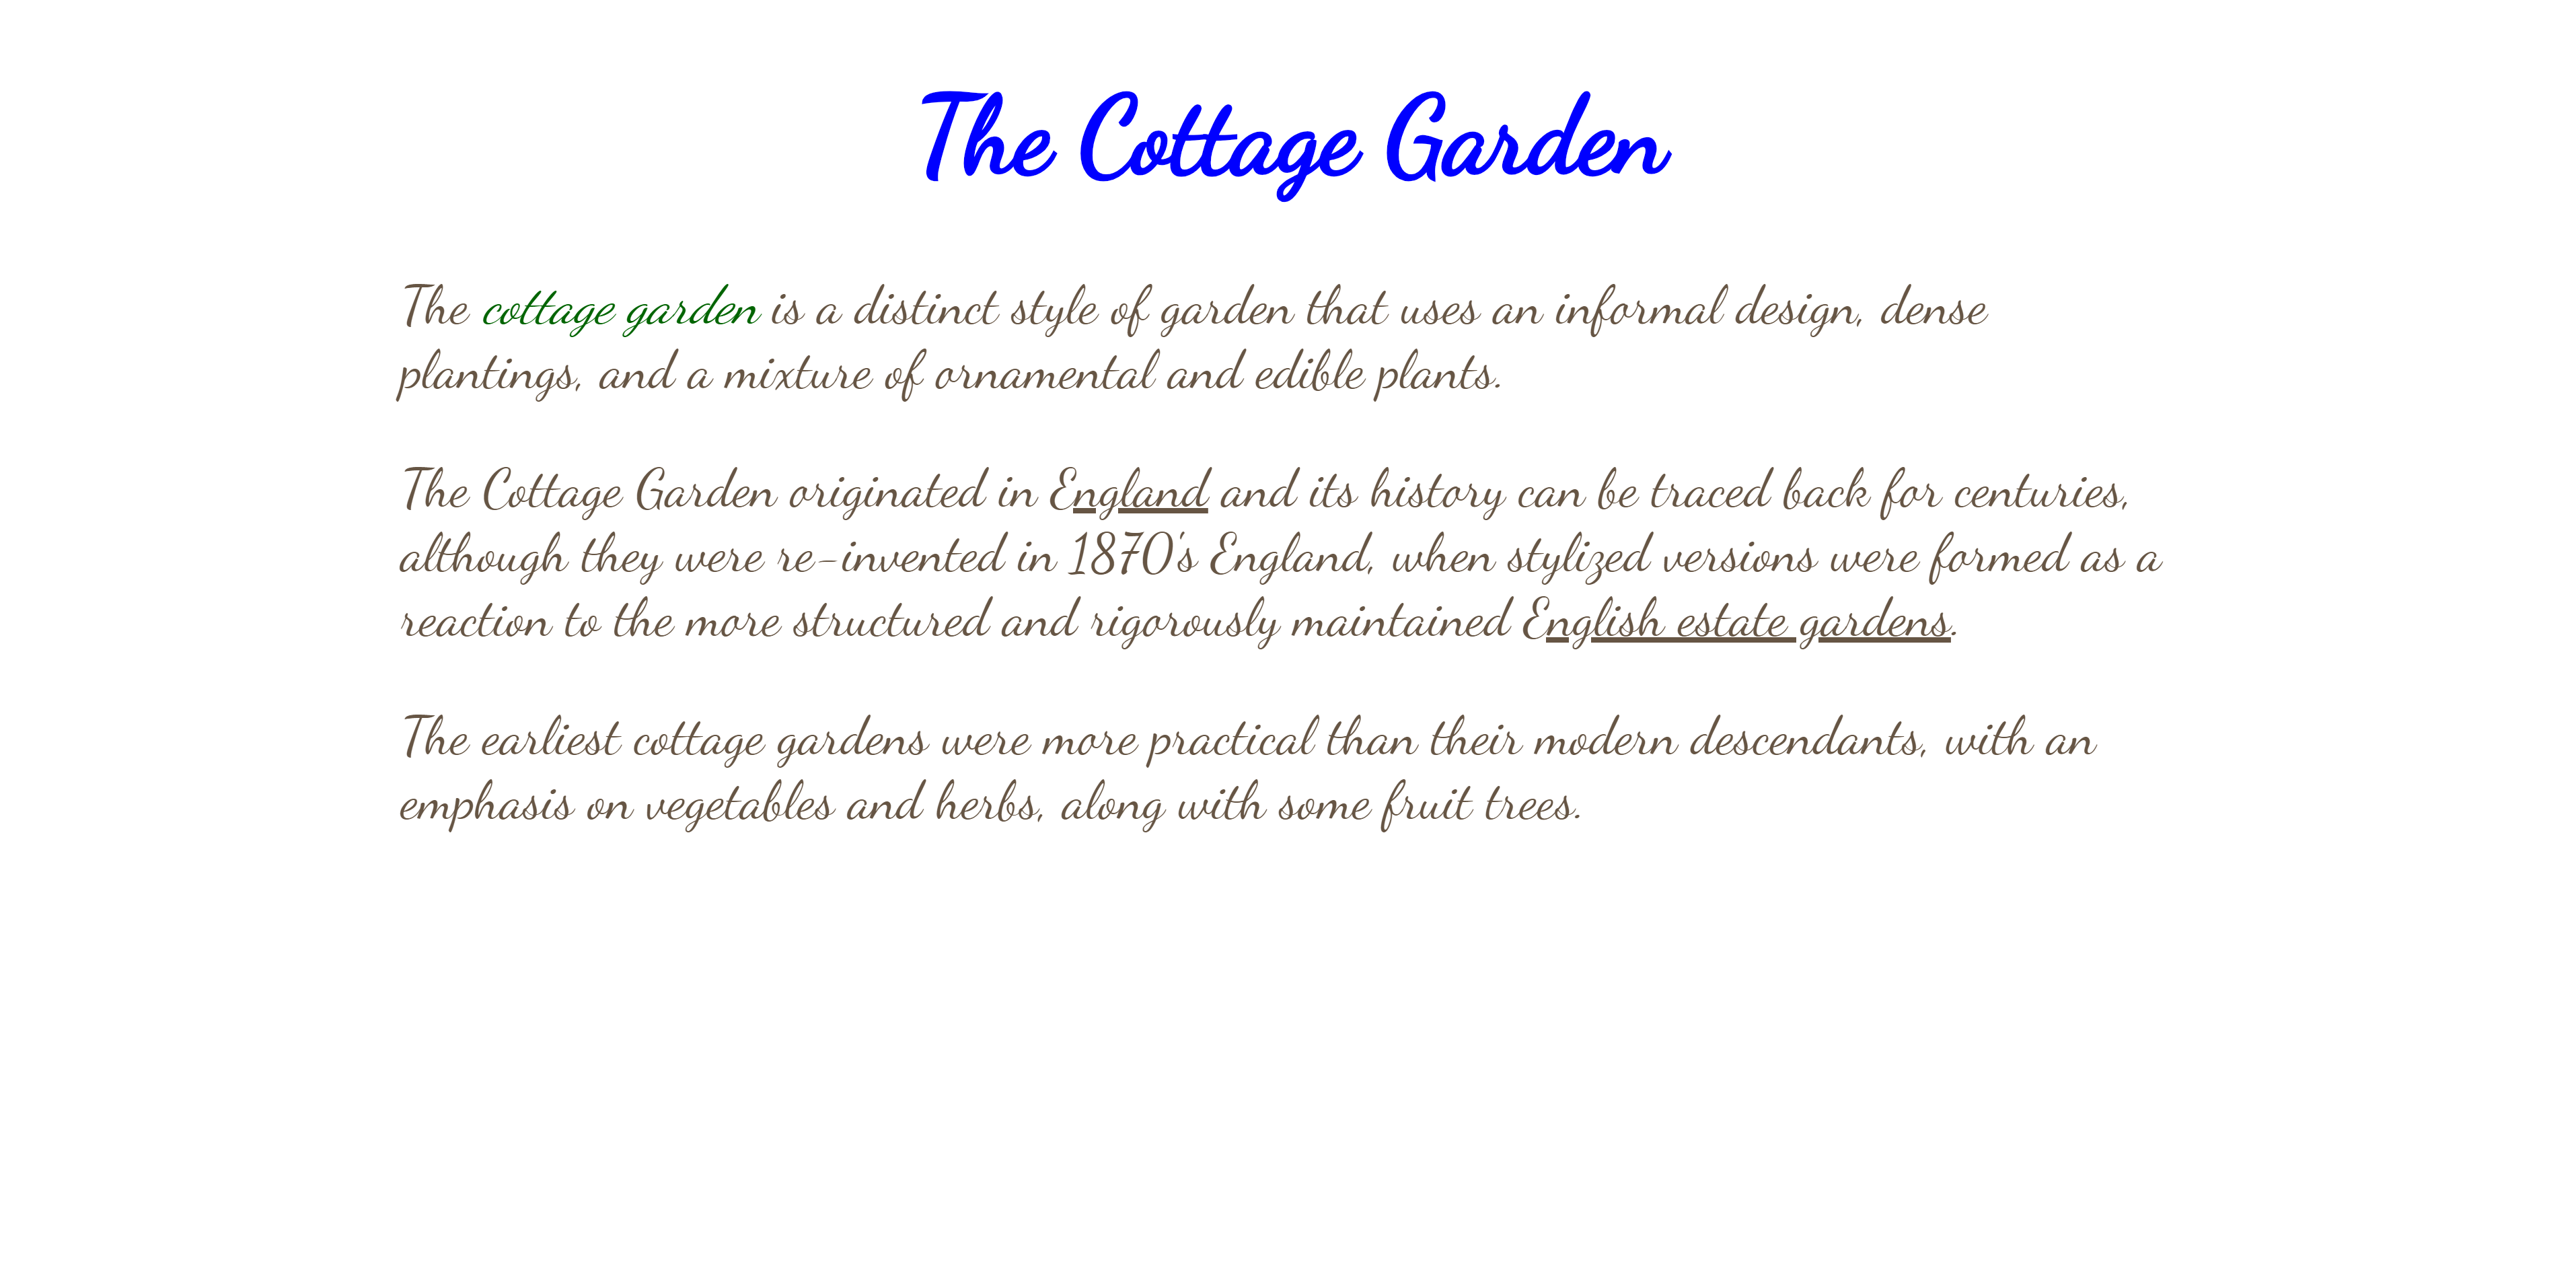 The Cottage Garden
The cottage garden is a distinct style of garden that uses an informal design, dense
plantings, and a mixture of ornamental and edible plants.
The Cottage Garden originated in England and its history can be traced back for centuries,
although they were re-invented in 1870's England, when stylized versions were formed as a
reaction to the more structured and rigorously maintained English estate gardens.
The earliest cottage gardens were more practical than their modern descendants, with an
emphasis on vegetables and herbs, along with some fruit trees.